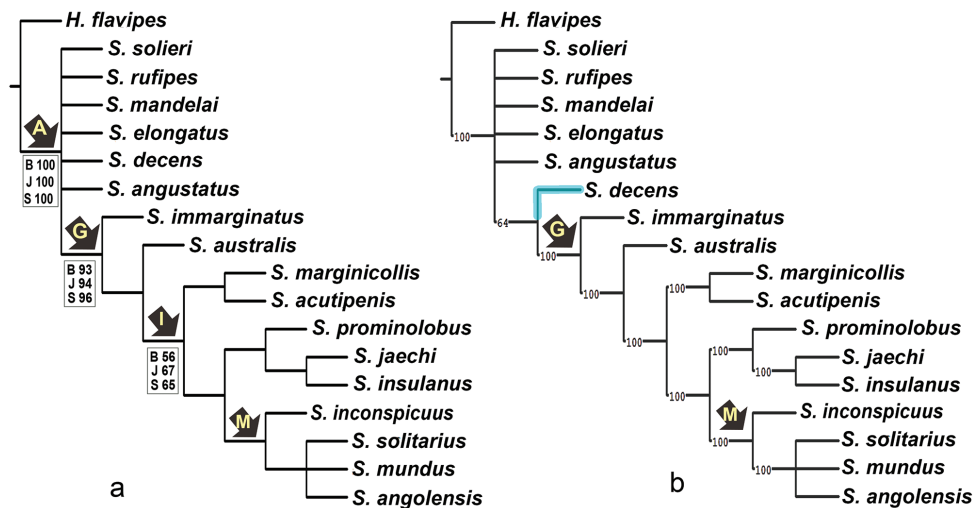 H. flavipes
S. solieri
S. rufipes
S. mandelai
A
S. elongatus
B 100
J 100
S 100
S. decens
S. angustatus
S. immarginatus
G
S. australis
B 93
J 94
S 96
S. marginicollis
S. acutipenis
I
S. prominolobus
B 56
J 67
S 65
S. jaechi
S. insulanus
S. inconspicuus
M
S. solitarius
S. mundus
S. angolensis
a
H. flavipes
S. solieri
S. rufipes
S. mandelai
S. elongatus
100
S. angustatus
S. decens
S. immarginatus
64
G
S. australis
100
S. marginicollis
100
100
S. acutipenis
S. prominolobus
100
100
S. jaechi
100
S. insulanus
100
S. inconspicuus
M
S. solitarius
100
S. mundus
100
S. angolensis
b